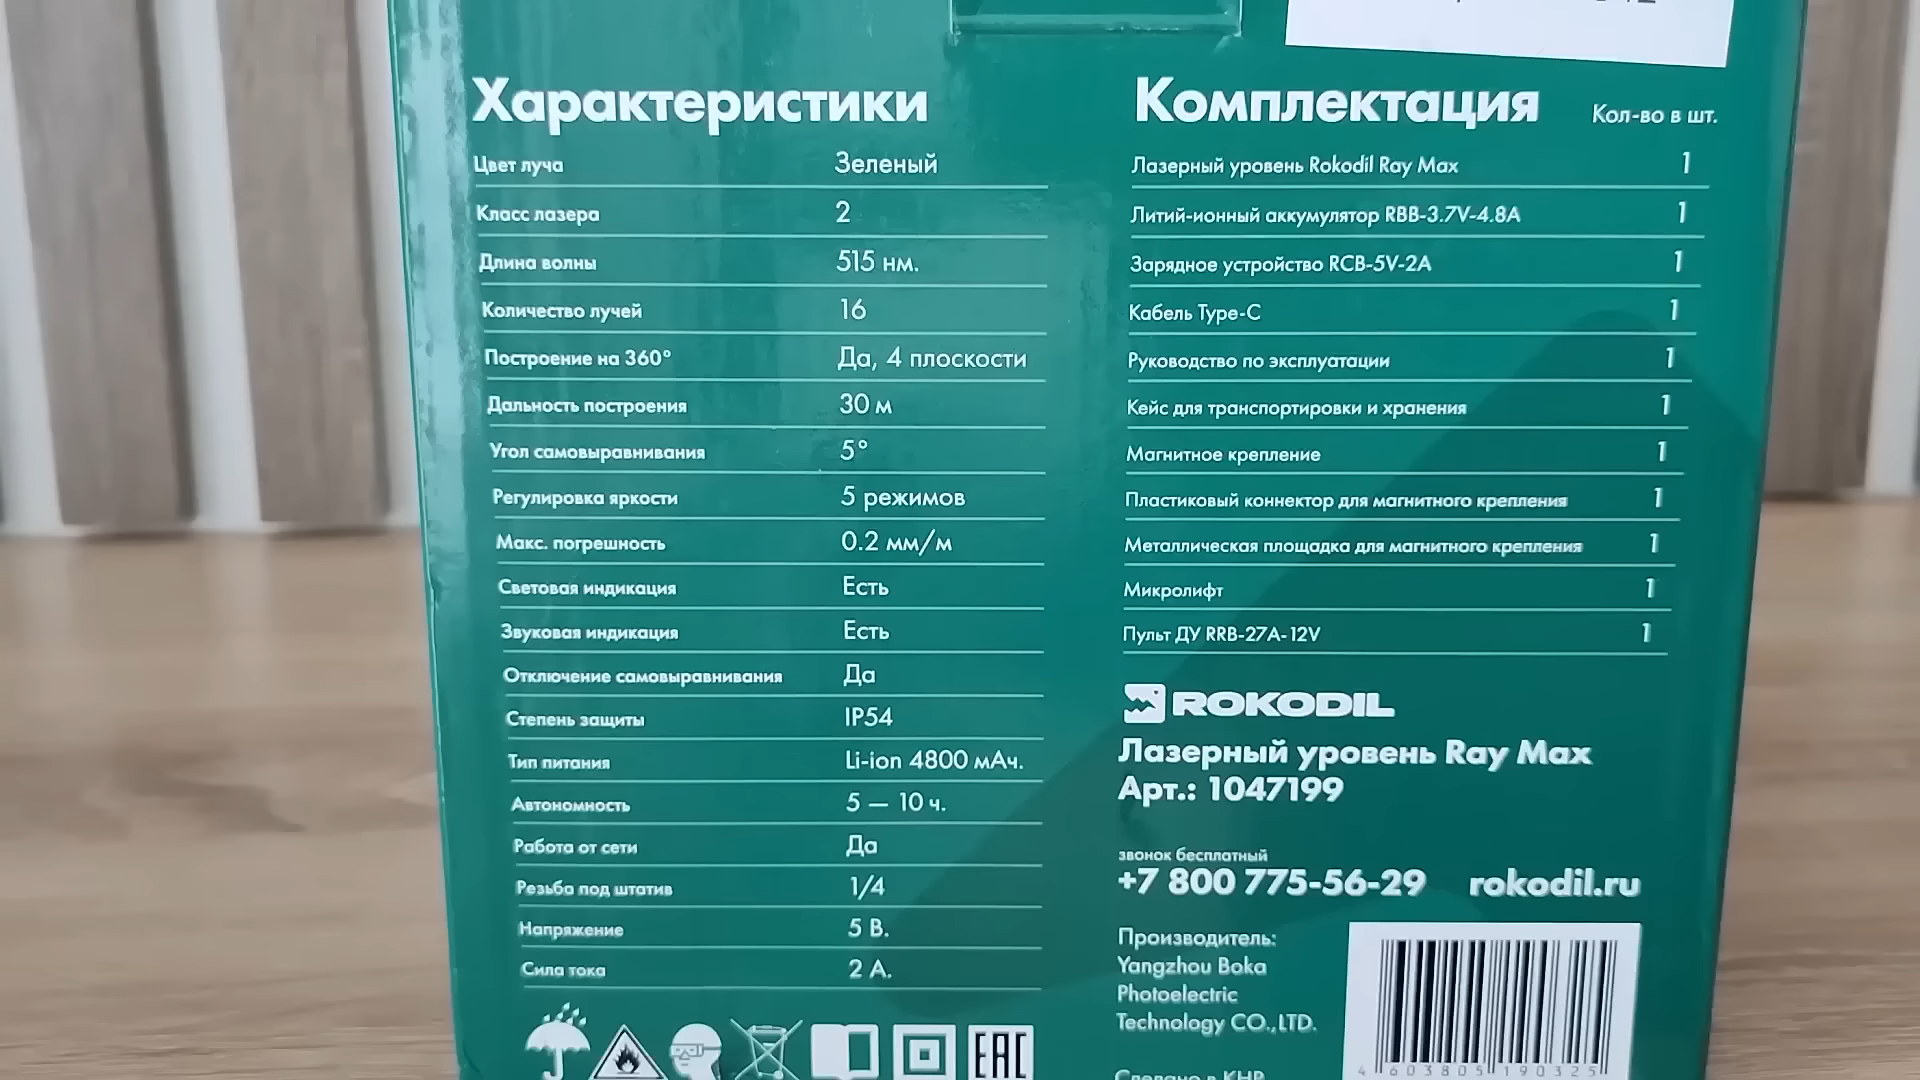 Характеристики
Цвет луча Зеленый
Класс лазера 2
Длина волны 515 нм.
Количество лучей 16
Построение на 360° Да, 4 плоскости
Дальность построения 30 м
Угол самовыравнивания 5°
Регулировка яркости 5 режимов
Макс. погрешность 0.2 мм/м
Световая индикация Есть
Звуковая индикация Есть
Отключение самовыравнивания Да
Степень защиты IP54
Тип питания Li-ion 4800 мАч.
Автономность 5 — 10 ч.
Работа от сети Да
Резьба под штатив 1/4
Напряжение 5 В.
Сила тока 2 А.
EAC
Комплектация Кол-во в шт.
Лазерный уровень Rokodil Ray Max 1
Литий-ионный аккумулятор RBB-3.7V-4.8A 1
Зарядное устройство RCB-5V-2A 1
Кабель Type-C 1
Руководство по эксплуатации 1
Кейс для транспортировки и хранения 1
Магнитное крепление 1
Пластиковый коннектор для магнитного крепления 1
Металлическая площадка для магнитного крепления 1
Микролифт 1
Пульт ДУ RRB-27A-12V 1
ROKODIL
Лазерный уровень Ray Max
Арт.: 1047199
звонок бесплатный
+7 800 775-56-29 rokodil.ru
Производитель:
Yangzhou Boka
Photoelectric
Technology CO.,LTD.
Сделано в КНР
4 603805 190325